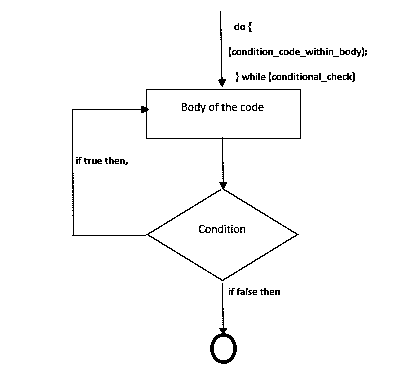 do {
{condition_code_within_body);
} while {conditional_check}
Body of the code
if true then,
Condition
if false then